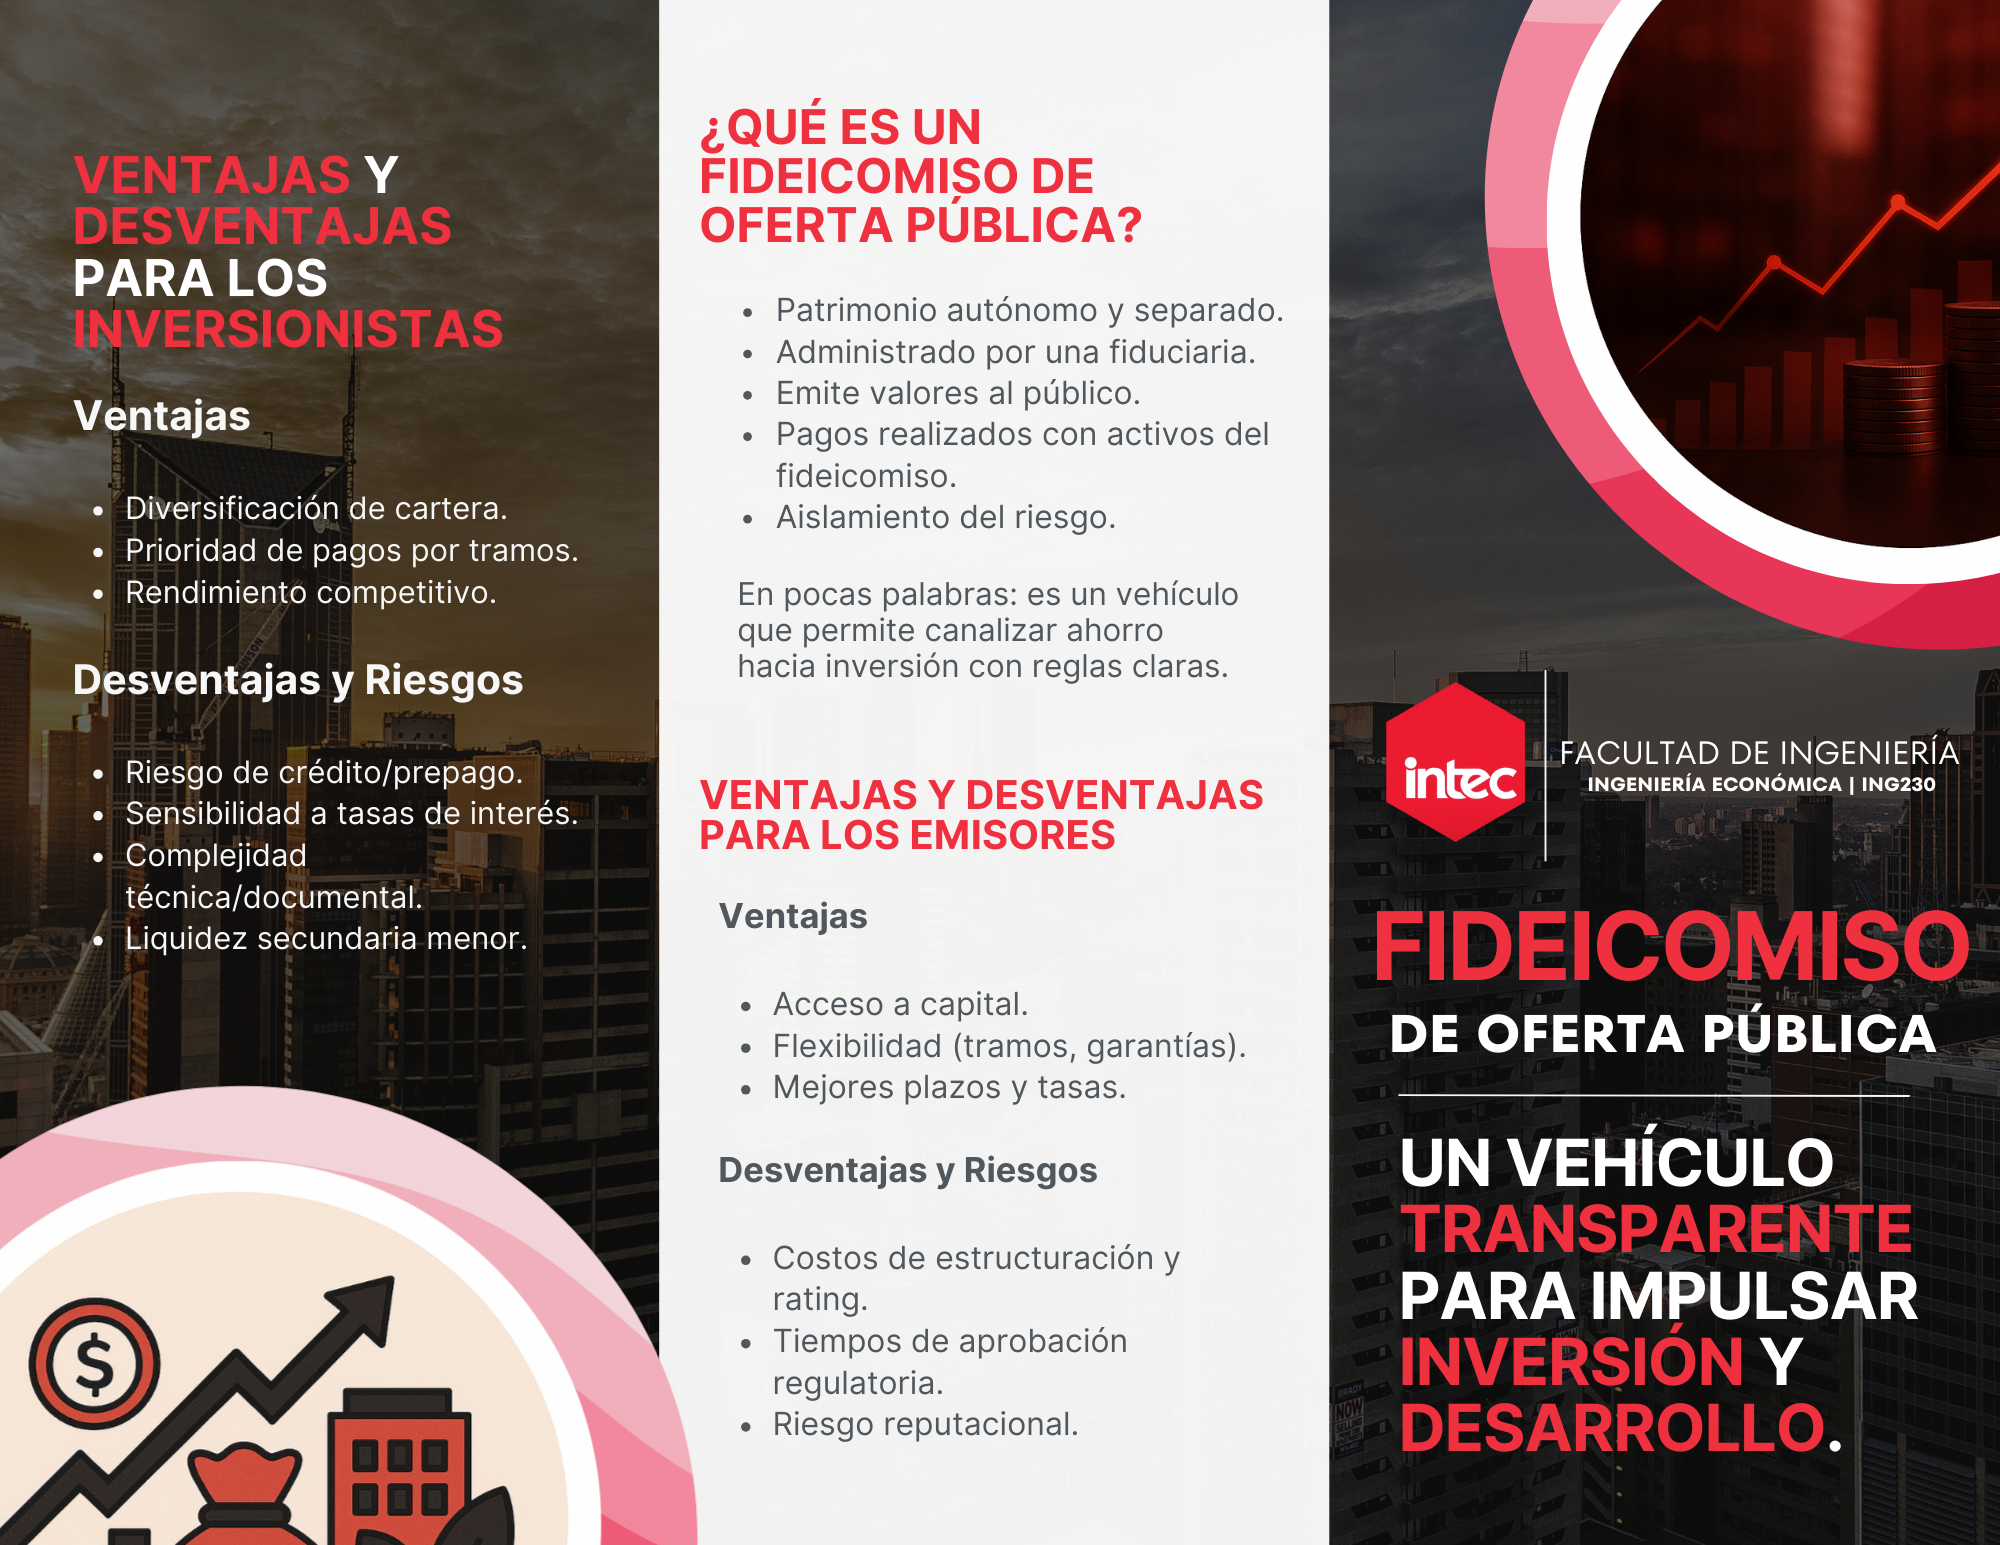 VENTAJAS Y
DESVENTAJAS
PARA LOS
INVERSIONISTAS
Ventajas
• Diversificación de cartera.
• Prioridad de pagos por tramos.
• Rendimiento competitivo.
Desventajas y Riesgos
• Riesgo de crédito/prepago.
• Sensibilidad a tasas de interés.
• Complejidad
técnica/documental.
• Liquidez secundaria menor.
$
¿QUÉ ES UN
FIDEICOMISO DE
OFERTA PÚBLICA?
• Patrimonio autónomo y separado.
• Administrado por una fiduciaria.
• Emite valores al público.
• Pagos realizados con activos del
fideicomiso.
• Aislamiento del riesgo.
En pocas palabras: es un vehículo
que permite canalizar ahorro
hacia inversión con reglas claras.
VENTAJAS Y DESVENTAJAS
PARA LOS EMISORES
Ventajas
• Acceso a capital.
• Flexibilidad (tramos, garantías).
• Mejores plazos y tasas.
Desventajas y Riesgos
• Costos de estructuración y
rating.
• Tiempos de aprobación
regulatoria.
• Riesgo reputacional.
intec
FACULTAD DE INGENIERÍA
INGENIERÍA ECONÓMICA | ING230
FIDEICOMISO
DE OFERTA PÚBLICA
UN VEHÍCULO
TRANSPARENTE
PARA IMPULSAR
INVERSIÓN Y
DESARROLLO.
BRADY
NOW